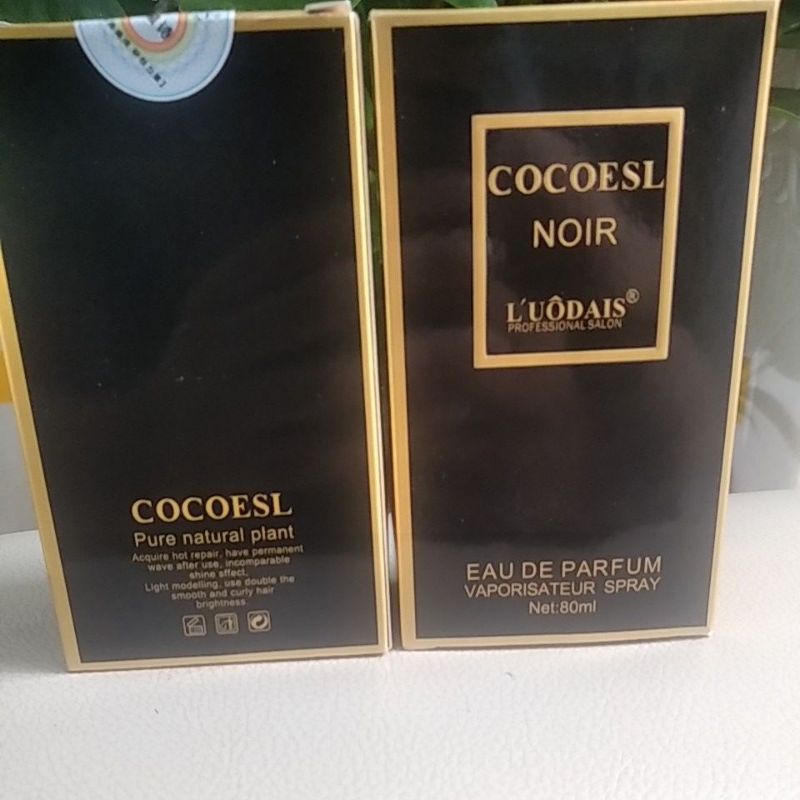 COCOESL
Pure natural plant
Acquire hot repair, have permanent
wave after use, incomparable
shine effect.
Light modelling, use double the
smooth and curly hair
brightness.
COCOESL
NOIR
L'UÔDAIS®
PROFESSIONAL SALON
EAU DE PARFUM
VAPORISATEUR SPRAY
Net:80ml